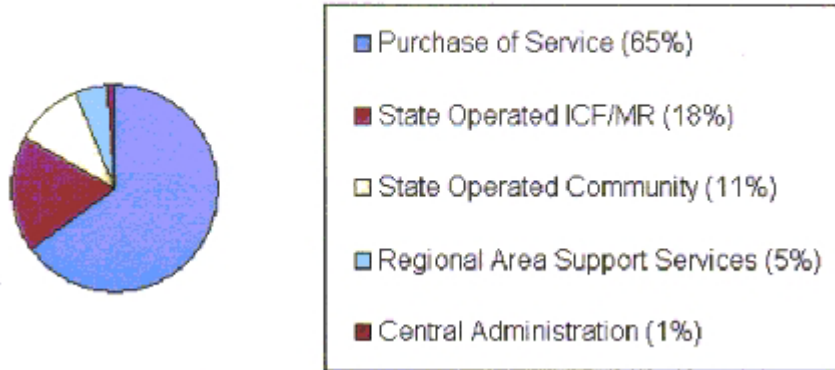 Purchase of Service (65%)
State Operated ICF/MR (18%)
State Operated Community (11%)
Regional Area Support Services (5%)
Central Administration (1%)